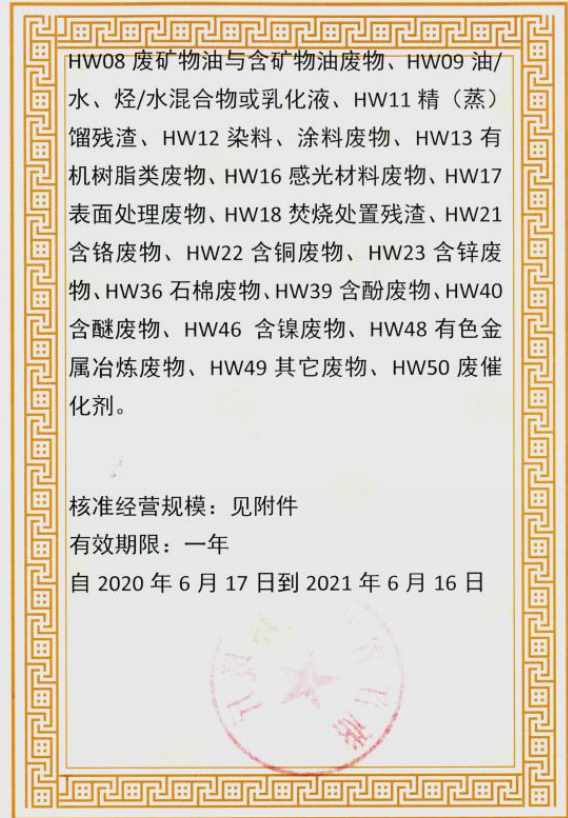 HW08 废矿物油与含矿物油废物、HW09 油/
水、烃/水混合物或乳化液、HW11 精（蒸）
馏残渣、HW12 染料、涂料废物、HW13 有
机树脂类废物、HW16 感光材料废物、HW17
表面处理废物、HW18 焚烧处置残渣、HW21
含铬废物、HW22 含铜废物、HW23 含锌废
物、HW36 石棉废物、HW39 含酚废物、HW40
含醚废物、HW46 含镍废物、HW48 有色金
属冶炼废物、HW49 其它废物、HW50 废催
化剂。
核准经营规模：见附件
有效期限：一年
自 2020 年 6 月 17 日到 2021 年 6 月 16 日